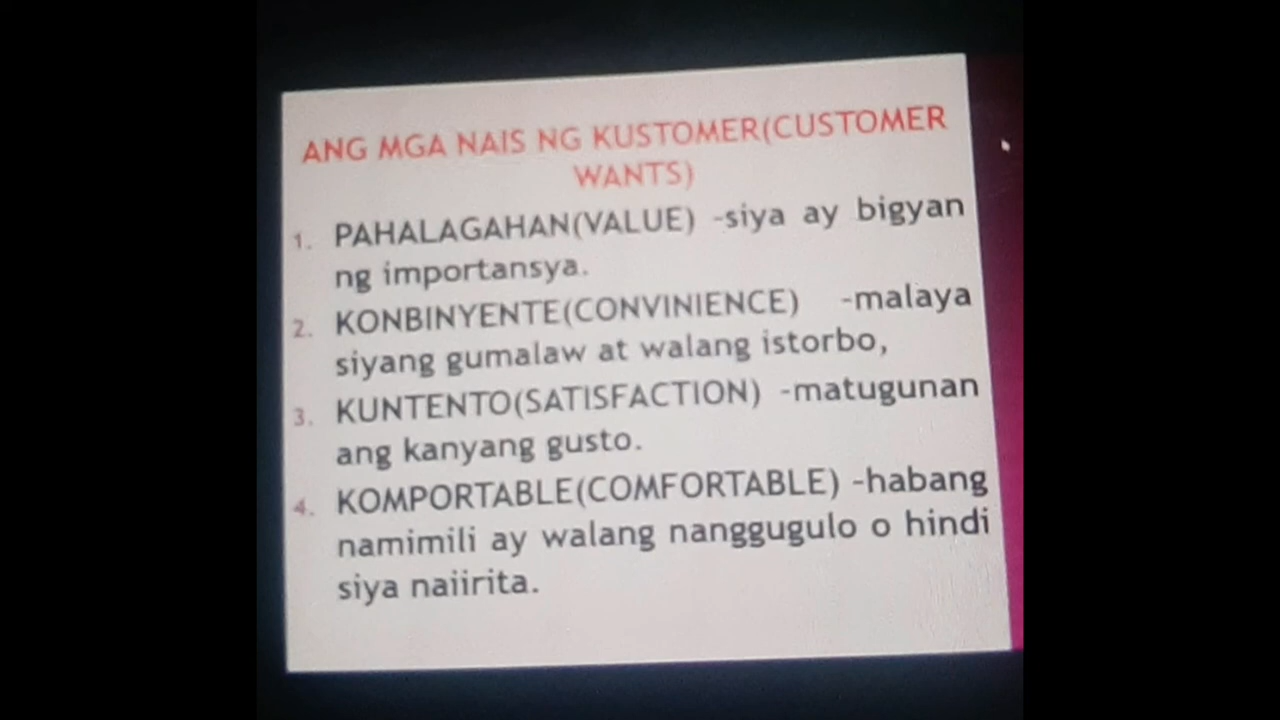 ANG MGA NAIS NG KUSTOMER(CUSTOMER
WANTS)
1. PAHALAGAHAN(VALUE) -siya ay bigyan
ng importansya.
2. KONBINYENTE(CONVINIENCE) -malaya
siyang gumalaw at walang istorbo,
3. KUNTENTO(SATISFACTION) -matugunan
ang kanyang gusto.
4. KOMPORTABLE(COMFORTABLE) -habang
namimili ay walang nanggugulo o hindi
siya naiirita.